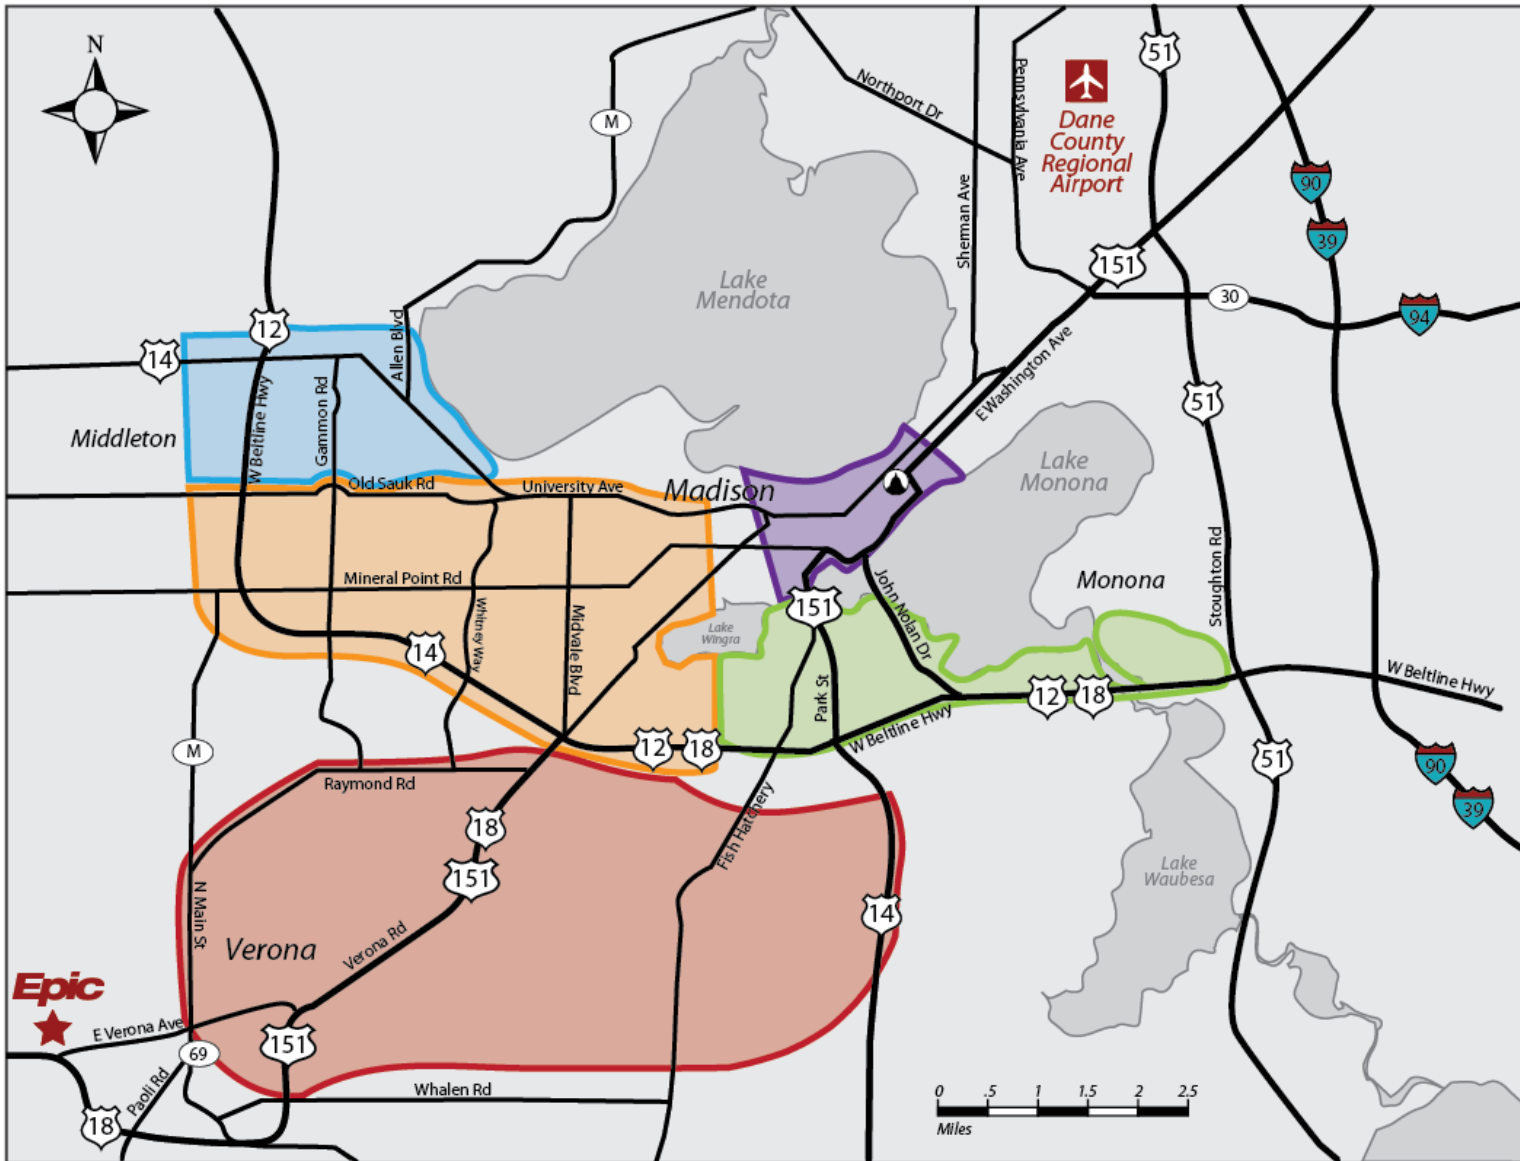 N
51
Northport Dr
Pennsylvania Ave
Dane
County
Regional
Airport
M
90
39
Sherman Ave
151
30
94
Lake
Mendota
12
14
Allen Blvd
E Washington Ave
51
Middleton
W Beltline Hwy
Gammon Rd
Old Sauk Rd
University Ave
Madison
Lake
Monona
Mineral Point Rd
Whitney Way
Midvale Blvd
Lake
Wingra
151
John Nolan Dr
Monona
Stoughton Rd
14
Park St
12
18
W Beltline Hwy
12
18
W Beltline Hwy
M
Raymond Rd
51
90
39
18
151
Fish Hatchery
14
Lake
Waubesa
N Main St
Verona
Verona Rd
Epic
E Verona Ave
69
151
Paoli Rd
18
Whalen Rd
0 .5 1 1.5 2 2.5
Miles